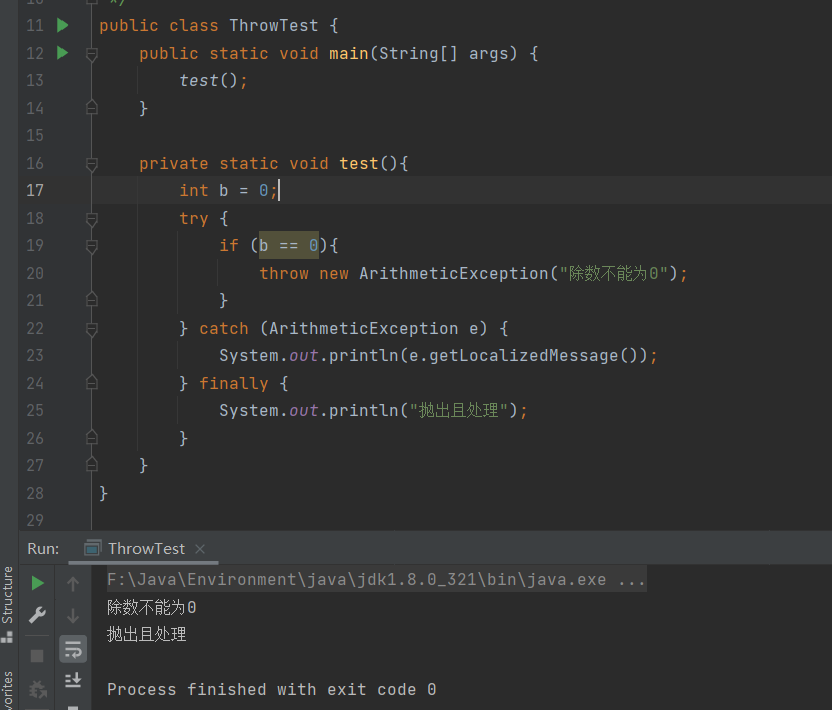 10 */
11 public class ThrowTest {
12 public static void main(String[] args) {
13 test();
14 }
15
16 private static void test(){
17 int b = 0;
18 try {
19 if (b == 0){
20 throw new ArithmeticException("除数不能为0");
21 }
22 } catch (ArithmeticException e) {
23 System.out.println(e.getLocalizedMessage());
24 } finally {
25 System.out.println("抛出且处理");
26 }
27 }
28 }
29
Run: ThrowTest
F:\Java\Environment\java\jdk1.8.0_321\bin\java.exe ...
除数不能为0
抛出且处理
Process finished with exit code 0
Structure
vorites